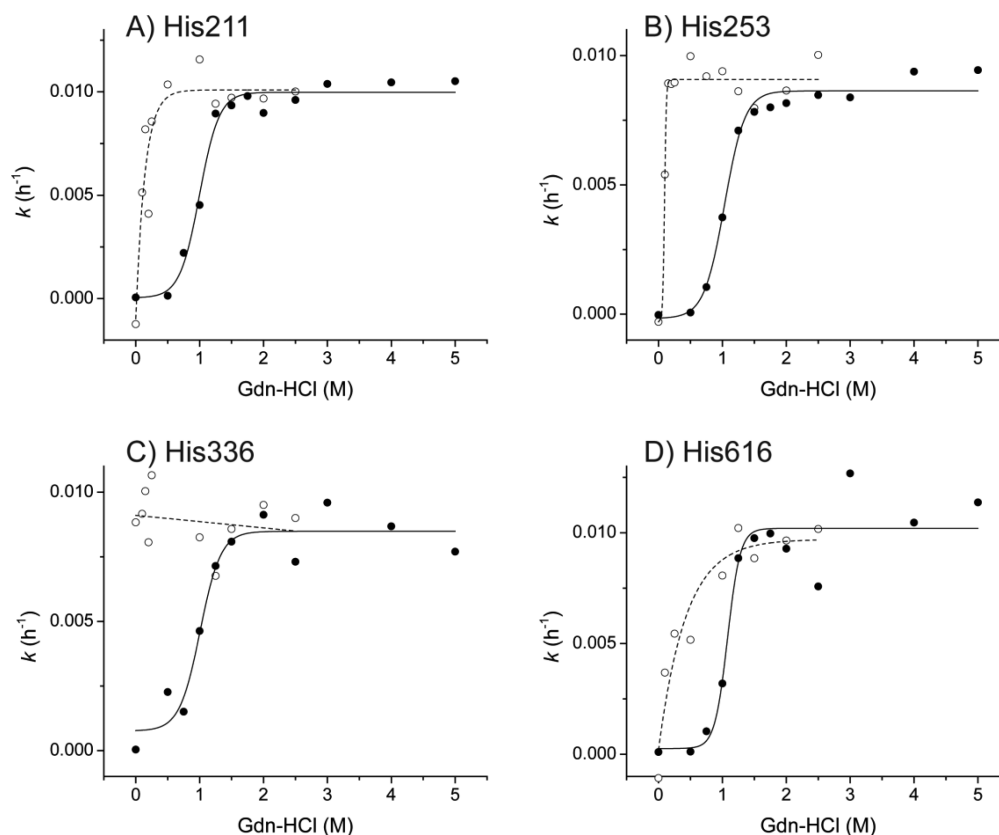 A) His211
0.010
0.005
0.000
k (h⁻¹)
0 1 2 3 4 5
Gdn-HCl (M)
B) His253
0.010
0.005
0.000
k (h⁻¹)
0 1 2 3 4 5
Gdn-HCl (M)
C) His336
0.010
0.005
0.000
k (h⁻¹)
0 1 2 3 4 5
Gdn-HCl (M)
D) His616
0.010
0.005
0.000
k (h⁻¹)
0 1 2 3 4 5
Gdn-HCl (M)